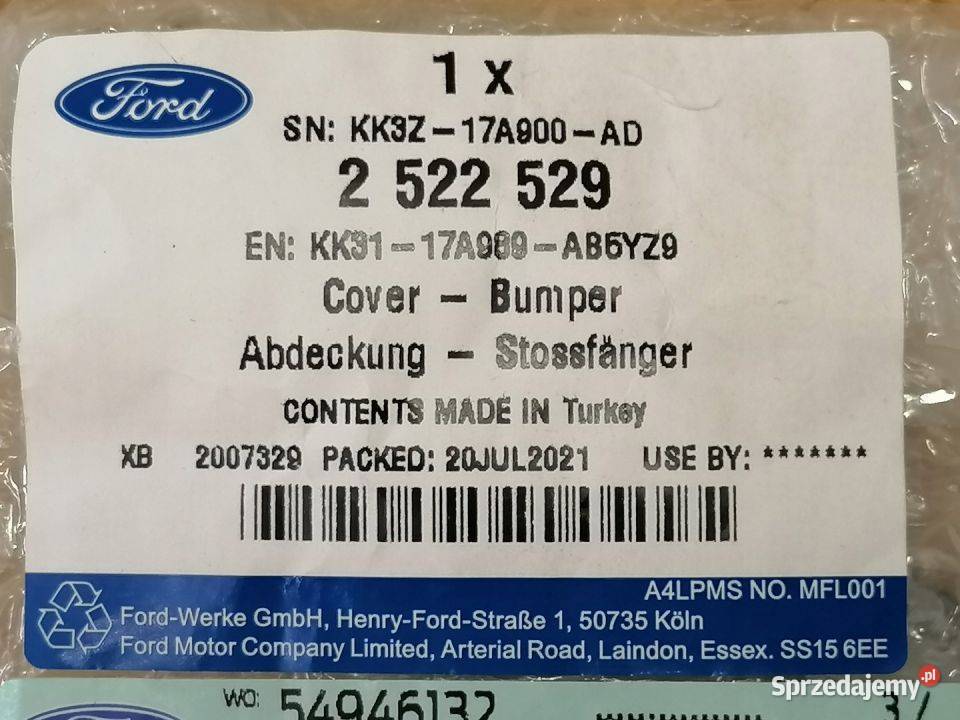 1 x
Ford
SN: KK3Z-17A900-AD
2 522 529
EN: KK31-17A989-AB5YZ9
Cover - Bumper
Abdeckung - Stossfänger
CONTENTS MADE IN Turkey
XB 2007329 PACKED: 20JUL2021 USE BY: *******
A4LPMS NO. MFL001
Ford-Werke GmbH, Henry-Ford-Straße 1, 50735 Köln
Ford Motor Company Limited, Arterial Road, Laindon, Essex. SS15 6EE
Sprzedajemy.pl
WO: 54946132